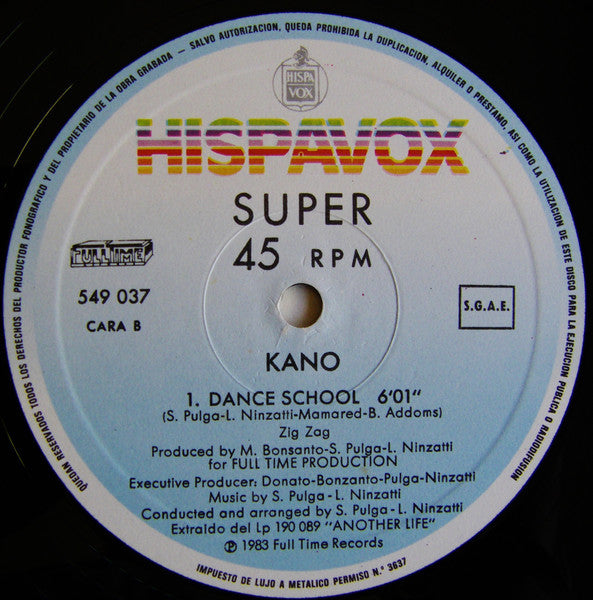 QUEDAN RESERVADOS TODOS LOS DERECHOS DEL PRODUCTOR FONOGRAFICO Y DEL PROPIETARIO DE LA OBRA GRABADA — SALVO AUTORIZACION, QUEDA PROHIBIDA LA DUPLICACION, ALQUILER O PRESTAMO, ASI COMO LA UTILIZACION DE ESTE DISCO PARA LA EJECUCION PUBLICA O RADIODIFUSION
HISPA
VOX
HISPAVOX
SUPER
45 RPM
FULLTIME
549 037
CARA B
S.G.A.E.
KANO
1. DANCE SCHOOL 6'01"
(S. Pulga-L. Ninzatti-Mamared-B. Addoms)
Zig Zag
Produced by M. Bonsanto-S. Pulga-L. Ninzatti
for FULL TIME PRODUCTION
Executive Producer: Donato-Bonzanto-Pulga-Ninzatti
Music by S. Pulga - L. Ninzatti
Conducted and arranged by S. Pulga - L. Ninzatti
Extraldo del Lp 190 089 "ANOTHER LIFE"
℗ 1983 Full Time Records
IMPUESTO DE LUJO A METALICO PERMISO N.º 3637